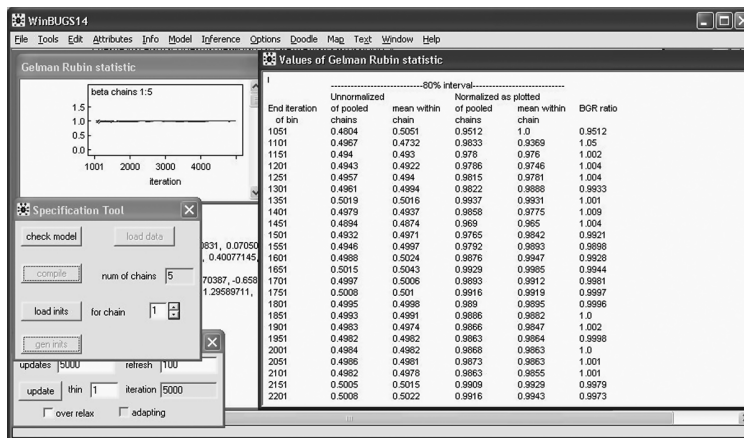 WinBUGS14
File Tools Edit Attributes Info Model Inference Options Doodle Map Text Window Help
Gelman Rubin statistic
beta chains 1:5
1.5
1.0
0.5
0.0
1001 2000 3000 4000
iteration
Specification Tool
check model load data
compile num of chains 5
load inits for chain 1
gen inits
0831, 0.07050
, 0.40077145,
70387, -0.658
1.29589711,
updates 5000 refresh 100
update thin 1 iteration 5000
over relax adapting
Values of Gelman Rubin statistic
----------------------------80% interval----------------------------
Unnormalized Normalized as plotted
End iteration of pooled mean within of pooled mean within BGR ratio
of bin chains chain chains chain
1051 0.4804 0.5051 0.9512 1.0 0.9512
1101 0.4967 0.4732 0.9833 0.9369 1.05
1151 0.494 0.493 0.978 0.976 1.002
1201 0.4943 0.4922 0.9786 0.9746 1.004
1251 0.4957 0.494 0.9815 0.9781 1.004
1301 0.4961 0.4994 0.9822 0.9888 0.9933
1351 0.5019 0.5016 0.9937 0.9931 1.001
1401 0.4979 0.4937 0.9858 0.9775 1.009
1451 0.4894 0.4874 0.969 0.965 1.004
1501 0.4932 0.4971 0.9765 0.9842 0.9921
1551 0.4946 0.4997 0.9792 0.9893 0.9898
1601 0.4988 0.5024 0.9876 0.9947 0.9928
1651 0.5015 0.5043 0.9929 0.9985 0.9944
1701 0.4997 0.5006 0.9893 0.9912 0.9981
1751 0.5008 0.501 0.9916 0.9919 0.9997
1801 0.4995 0.4998 0.989 0.9895 0.9996
1851 0.4993 0.4991 0.9886 0.9882 1.0
1901 0.4983 0.4974 0.9866 0.9847 1.002
1951 0.4982 0.4982 0.9863 0.9864 0.9998
2001 0.4984 0.4982 0.9868 0.9863 1.0
2051 0.4986 0.4981 0.9873 0.9863 1.001
2101 0.4982 0.4978 0.9863 0.9855 1.001
2151 0.5005 0.5015 0.9909 0.9929 0.9979
2201 0.5008 0.5022 0.9916 0.9943 0.9973